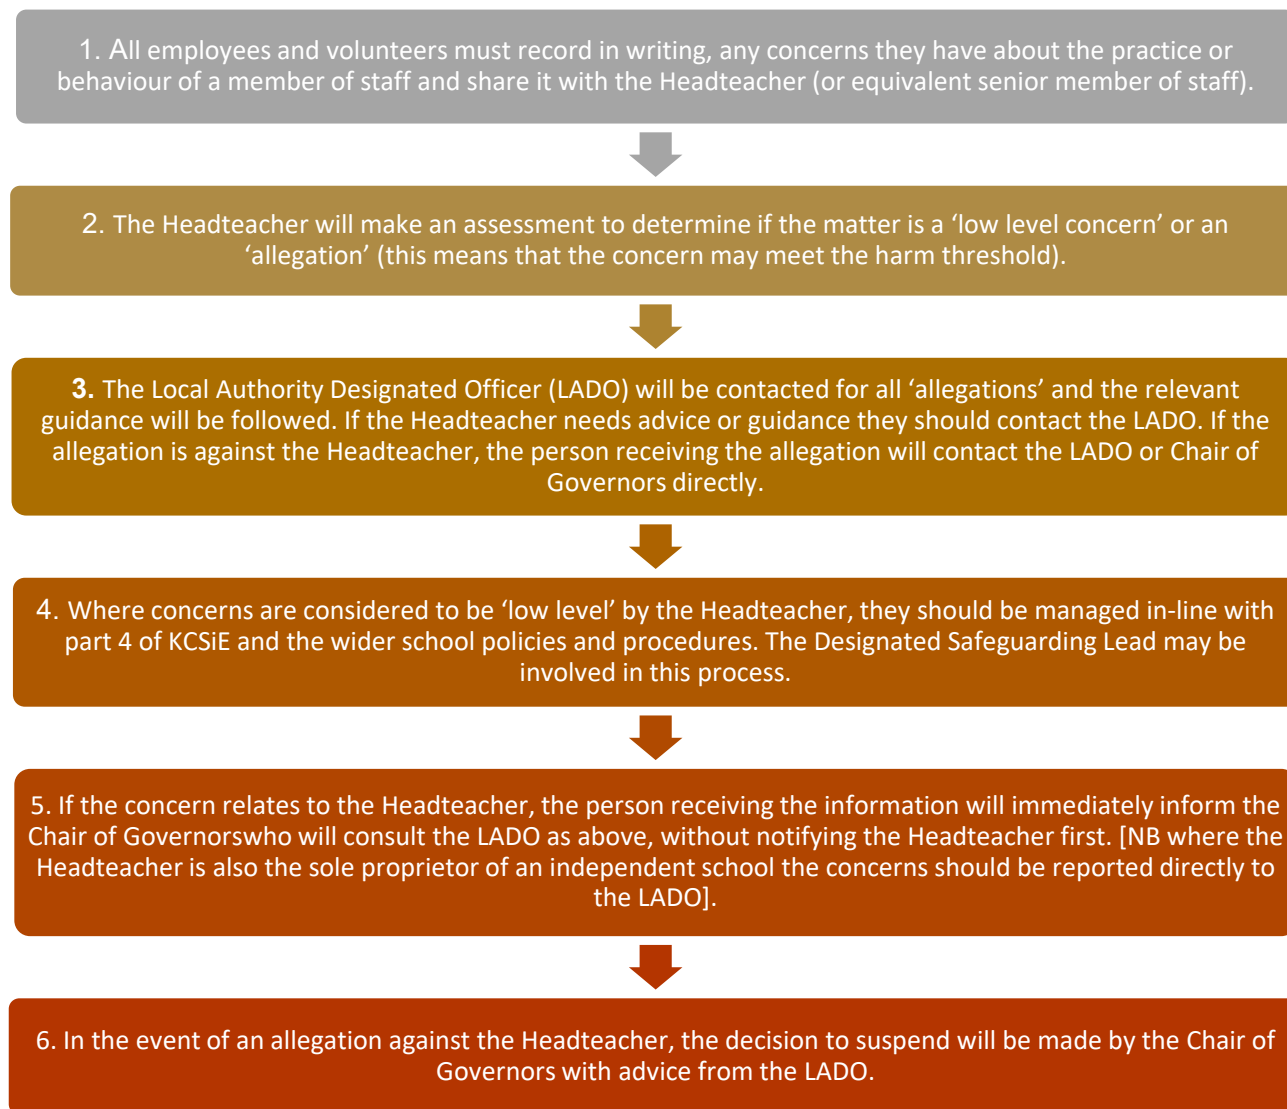 1. All employees and volunteers must record in writing, any concerns they have about the practice or
behaviour of a member of staff and share it with the Headteacher (or equivalent senior member of staff).
2. The Headteacher will make an assessment to determine if the matter is a ‘low level concern’ or an
‘allegation’ (this means that the concern may meet the harm threshold).
3. The Local Authority Designated Officer (LADO) will be contacted for all ‘allegations’ and the relevant
guidance will be followed. If the Headteacher needs advice or guidance they should contact the LADO. If the
allegation is against the Headteacher, the person receiving the allegation will contact the LADO or Chair of
Governors directly.
4. Where concerns are considered to be ‘low level’ by the Headteacher, they should be managed in-line with
part 4 of KCSiE and the wider school policies and procedures. The Designated Safeguarding Lead may be
involved in this process.
5. If the concern relates to the Headteacher, the person receiving the information will immediately inform the
Chair of Governorswho will consult the LADO as above, without notifying the Headteacher first. [NB where the
Headteacher is also the sole proprietor of an independent school the concerns should be reported directly to
the LADO].
6. In the event of an allegation against the Headteacher, the decision to suspend will be made by the Chair of
Governors with advice from the LADO.